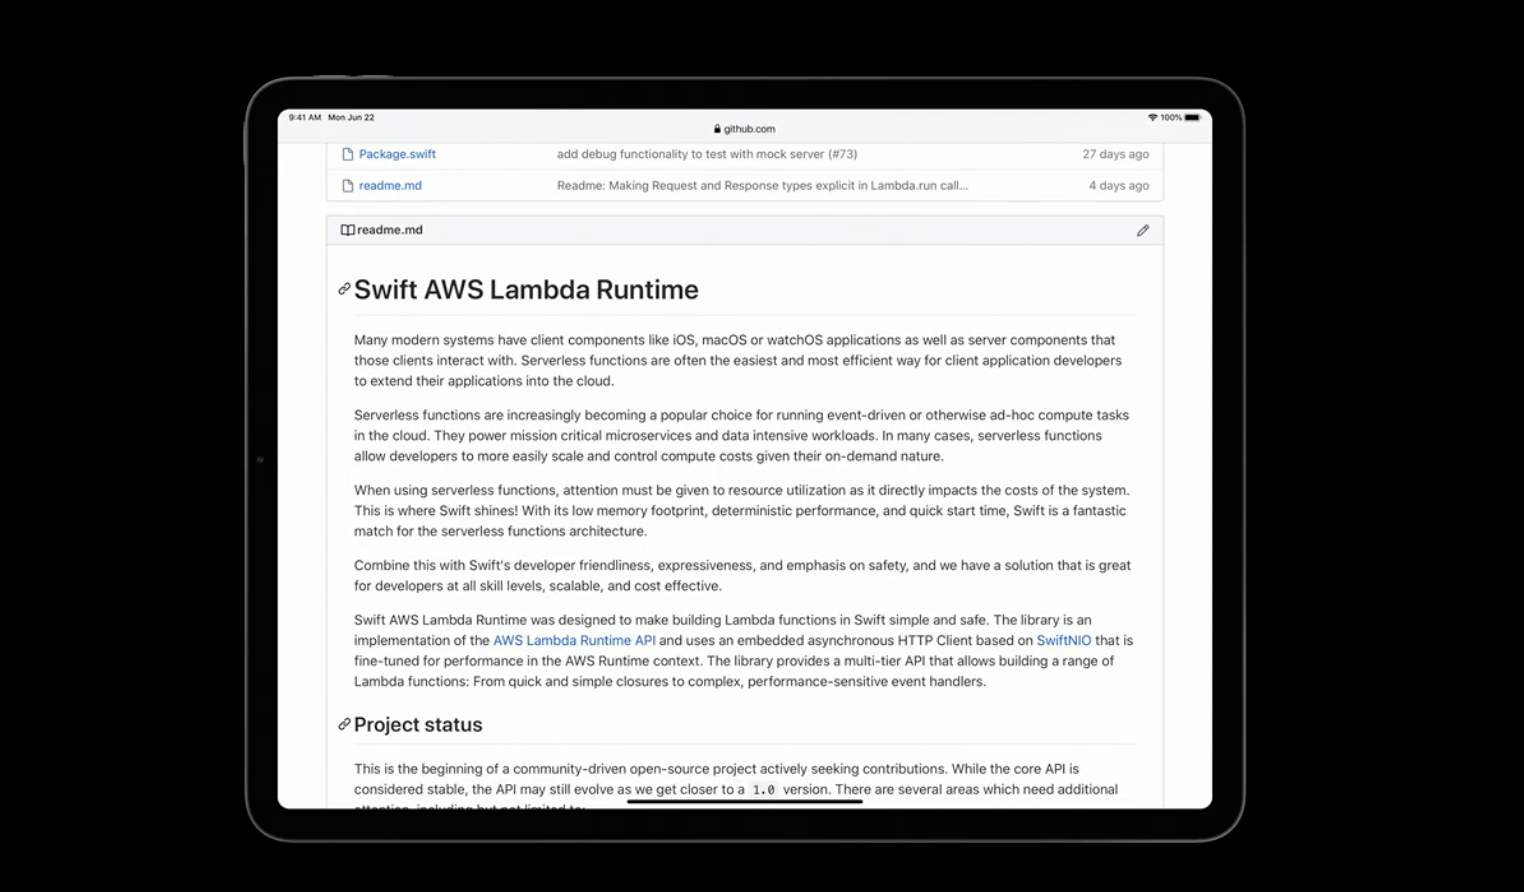 9:41 AM Mon Jun 22
100%
github.com
Package.swift add debug functionality to test with mock server (#73) 27 days ago
readme.md Readme: Making Request and Response types explicit in Lambda.run call... 4 days ago
readme.md
Swift AWS Lambda Runtime
Many modern systems have client components like iOS, macOS or watchOS applications as well as server components that
those clients interact with. Serverless functions are often the easiest and most efficient way for client application developers
to extend their applications into the cloud.
Serverless functions are increasingly becoming a popular choice for running event-driven or otherwise ad-hoc compute tasks
in the cloud. They power mission critical microservices and data intensive workloads. In many cases, serverless functions
allow developers to more easily scale and control compute costs given their on-demand nature.
When using serverless functions, attention must be given to resource utilization as it directly impacts the costs of the system.
This is where Swift shines! With its low memory footprint, deterministic performance, and quick start time, Swift is a fantastic
match for the serverless functions architecture.
Combine this with Swift's developer friendliness, expressiveness, and emphasis on safety, and we have a solution that is great
for developers at all skill levels, scalable, and cost effective.
Swift AWS Lambda Runtime was designed to make building Lambda functions in Swift simple and safe. The library is an
implementation of the AWS Lambda Runtime API and uses an embedded asynchronous HTTP Client based on SwiftNIO that is
fine-tuned for performance in the AWS Runtime context. The library provides a multi-tier API that allows building a range of
Lambda functions: From quick and simple closures to complex, performance-sensitive event handlers.
Project status
This is the beginning of a community-driven open-source project actively seeking contributions. While the core API is
considered stable, the API may still evolve as we get closer to a 1.0 version. There are several areas which need additional
attention, including but not limited to: